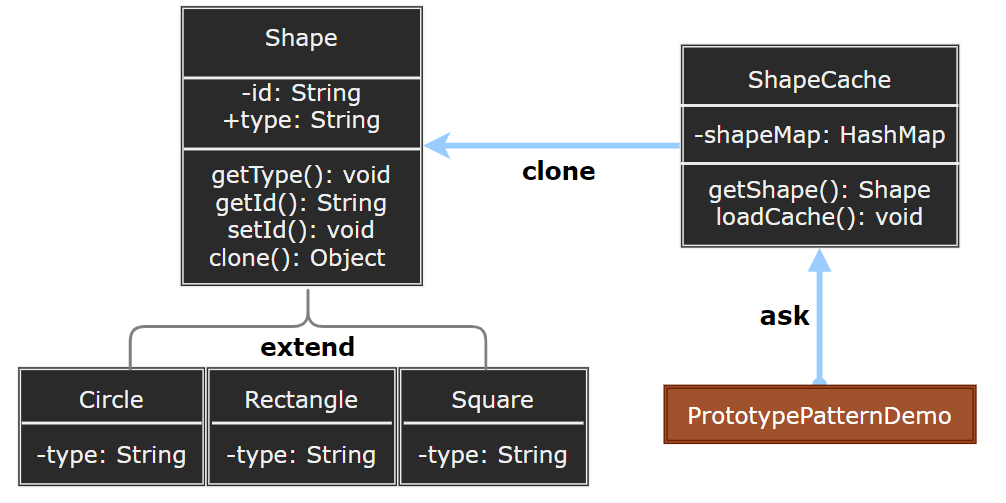 Shape
-id: String
+type: String
getType(): void
getId(): String
setId(): void
clone(): Object
clone
ShapeCache
-shapeMap: HashMap
getShape(): Shape
loadCache(): void
ask
PrototypePatternDemo
extend
Circle
-type: String
Rectangle
-type: String
Square
-type: String